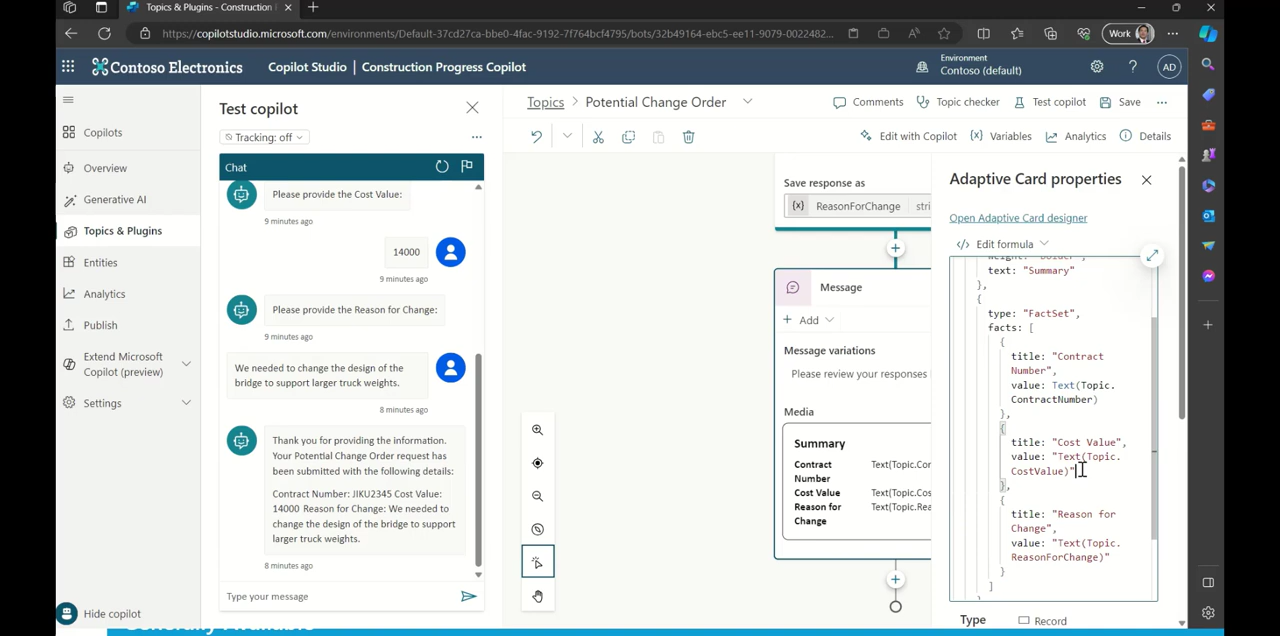 Topics & Plugins - Construction
https://copilotstudio.microsoft.com/environments/Default-37cd27ca-bbe0-4fac-9192-7f764bcf4795/bots/32b49164-ebc5-ee11-9079-0022482...
Work
Contoso Electronics
Copilot Studio | Construction Progress Copilot
Environment
Contoso (default)
?
AD
Copilots
Overview
Generative AI
Topics & Plugins
Entities
Analytics
Publish
Extend Microsoft
Copilot (preview)
Settings
Hide copilot
Test copilot
Tracking: off
Chat
Please provide the Cost Value:
9 minutes ago
14000
9 minutes ago
Please provide the Reason for Change:
9 minutes ago
We needed to change the design of the
bridge to support larger truck weights.
8 minutes ago
Thank you for providing the information.
Your Potential Change Order request has
been submitted with the following details:
Contract Number: JIKU2345 Cost Value:
14000 Reason for Change: We needed to
change the design of the bridge to support
larger truck weights.
8 minutes ago
Type your message
Topics > Potential Change Order
Comments
Topic checker
Test copilot
Save
Edit with Copilot
{x} Variables
Analytics
Details
Save response as
{x} ReasonForChange stri
Message
+ Add
Message variations
Please review your responses
Media
Summary
Contract
Number
Text(Topic.Con
Cost Value
Text(Topic.Cos
Reason for
Change
Text(Topic.Rea
Adaptive Card properties
Open Adaptive Card designer
</> Edit formula
text: "Summary"
},
{
type: "FactSet",
facts: [
{
title: "Contract
Number",
value: Text(Topic.
ContractNumber)
},
{
title: "Cost Value",
value: "Text(Topic.
CostValue)"
},
{
title: "Reason for
Change",
value: "Text(Topic.
ReasonForChange)"
}
]
Type
Record